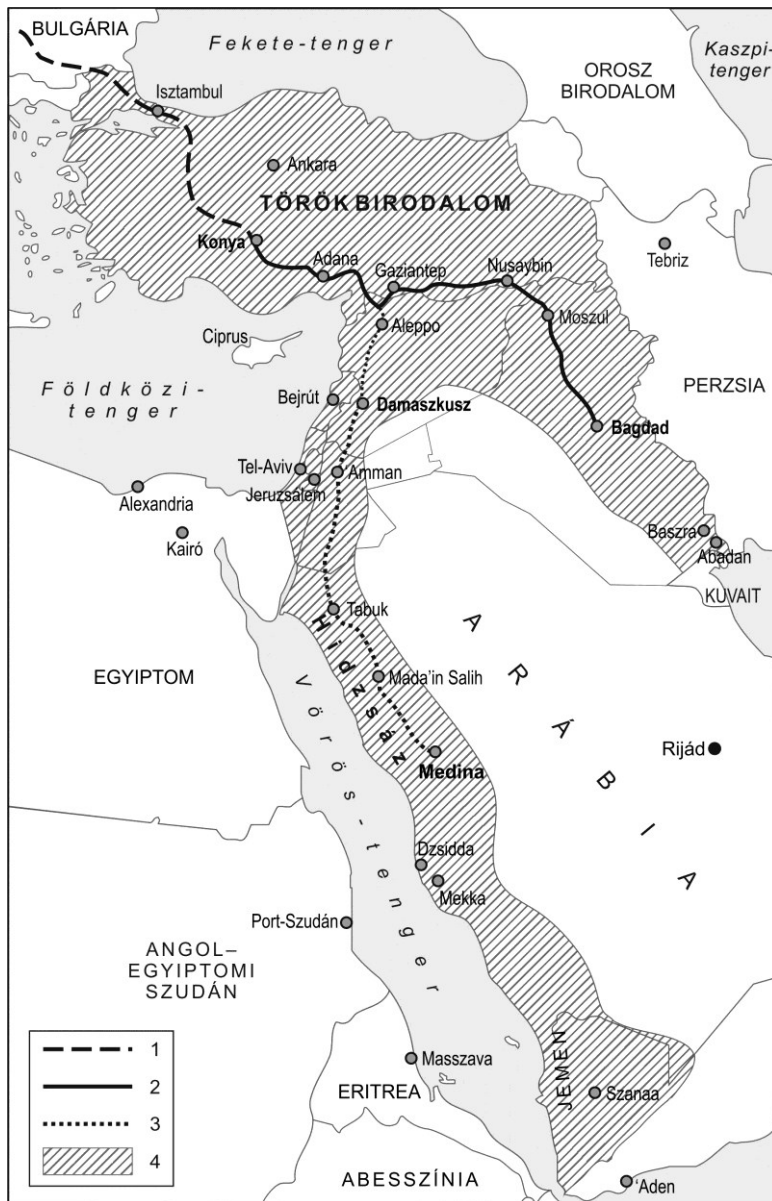 BULGÁRIA
Fekete-tenger
Kaszpi-
tenger
Isztambul
OROSZ
BIRODALOM
Ankara
TÖRÖK BIRODALOM
Konya
Adana
Gaziantep
Nusaybin
Tebriz
Moszul
Aleppo
Ciprus
Földközi-
tenger
Bejrút
Damaszkusz
PERZSIA
Bagdad
Tel-Aviv
Jeruzsálem
Amman
Alexandria
Kairó
Baszra
Abadan
KUVAIT
Tabuk
Hidzsáz
ARÁBIA
EGYIPTOM
Mada'in Salih
Vörös-tenger
Medina
Rijád
Dzsidda
Mekka
Port-Szudán
ANGOL–
EGYIPTOMI
SZUDÁN
1
2
3
4
Masszava
ERITREA
JEMEN
Szanaa
ABESSZÍNIA
'Aden